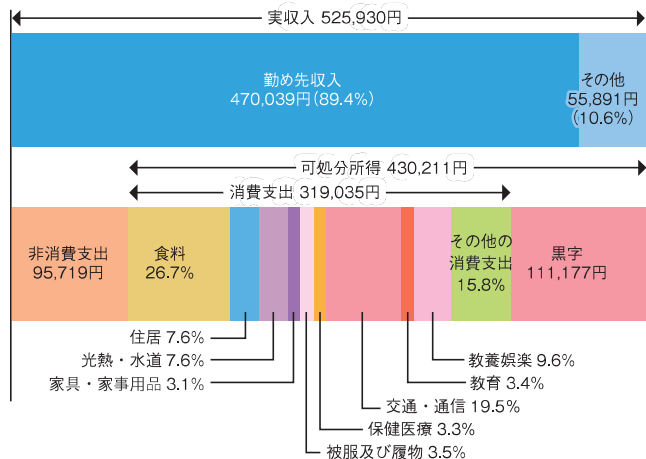 実収入 525,930円
勤め先収入
470,039円(89.4%)
その他
55,891円
(10.6%)
可処分所得 430,211円
消費支出 319,035円
非消費支出
95,719円
食料
26.7%
その他の
消費支出
15.8%
黒字
111,177円
住居 7.6%
光熱・水道 7.6%
家具・家事用品 3.1%
教養娯楽 9.6%
教育 3.4%
交通・通信 19.5%
保健医療 3.3%
被服及び履物 3.5%